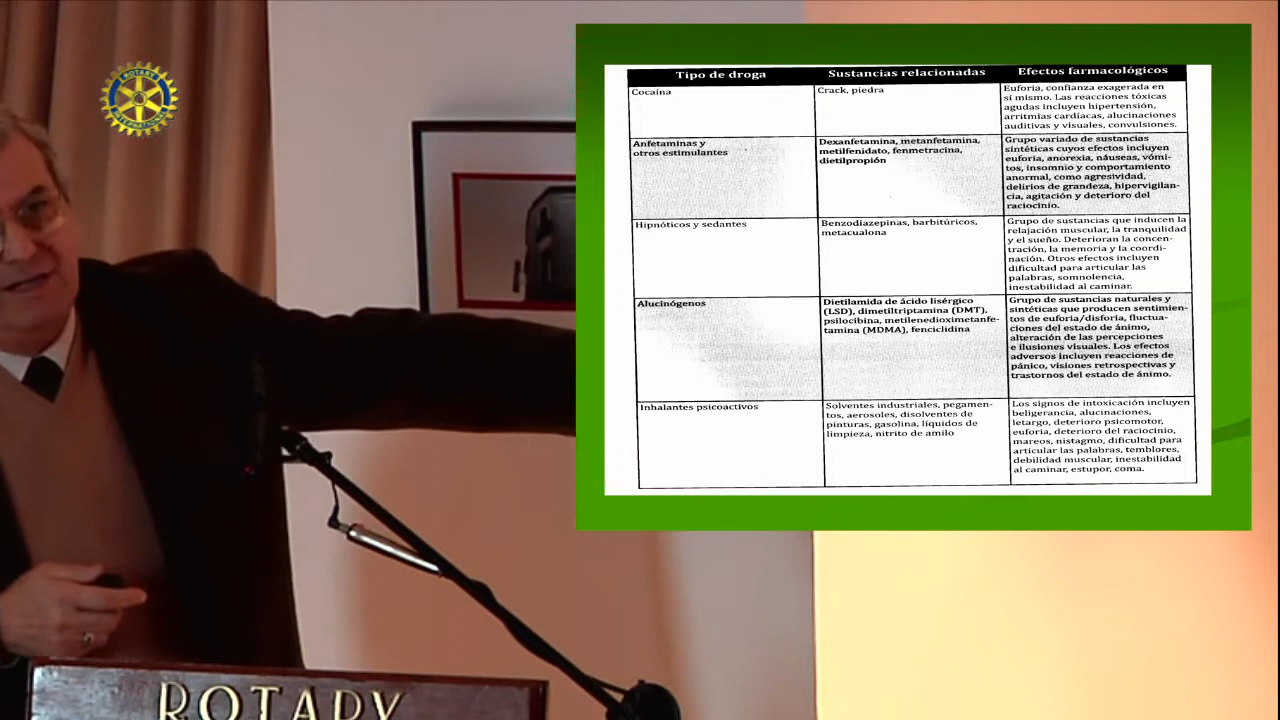 ROTARY
INTERNATIONAL
Tipo de droga
Sustancias relacionadas
Efectos farmacológicos
Cocaína
Crack, piedra
Euforia, confianza exagerada en
sí mismo. Las reacciones tóxicas
agudas incluyen hipertensión,
arritmias cardíacas, alucinaciones
auditivas y visuales, convulsiones.
Anfetaminas y
otros estimulantes
Dexanfetamina, metanfetamina,
metilfenidato, fenmetracina,
dietilpropión
Grupo variado de sustancias
sintéticas cuyos efectos incluyen
euforia, anorexia, náuseas, vómi-
tos, insomnio y comportamiento
anormal, como agresividad,
delirios de grandeza, hipervigilan-
cia, agitación y deterioro del
raciocinio.
Hipnóticos y sedantes
Benzodiazepinas, barbitúricos,
metacualona
Grupo de sustancias que inducen la
relajación muscular, la tranquilidad
y el sueño. Deterioran la concen-
tración, la memoria y la coordi-
nación. Otros efectos incluyen
dificultad para articular las
palabras, somnolencia,
inestabilidad al caminar.
Alucinógenos
Dietilamida de ácido lisérgico
(LSD), dimetiltriptamina (DMT),
psilocibina, metilenedioximetanfe-
tamina (MDMA), fenciclidina
Grupo de sustancias naturales y
sintéticas que producen sentimien-
tos de euforia/disforia, fluctua-
ciones del estado de ánimo,
alteración de las percepciones
e ilusiones visuales. Los efectos
adversos incluyen reacciones de
pánico, visiones retrospectivas y
trastornos del estado de ánimo.
Inhalantes psicoactivos
Solventes industriales, pegamen-
tos, aerosoles, disolventes de
pinturas, gasolina, líquidos de
limpieza, nitrito de amilo
Los signos de intoxicación incluyen
beligerancia, alucinaciones,
letargo, deterioro psicomotor,
euforia, deterioro del raciocinio,
mareos, nistagmo, dificultad para
articular las palabras, temblores,
debilidad muscular, inestabilidad
al caminar, estupor, coma.
ROTARY